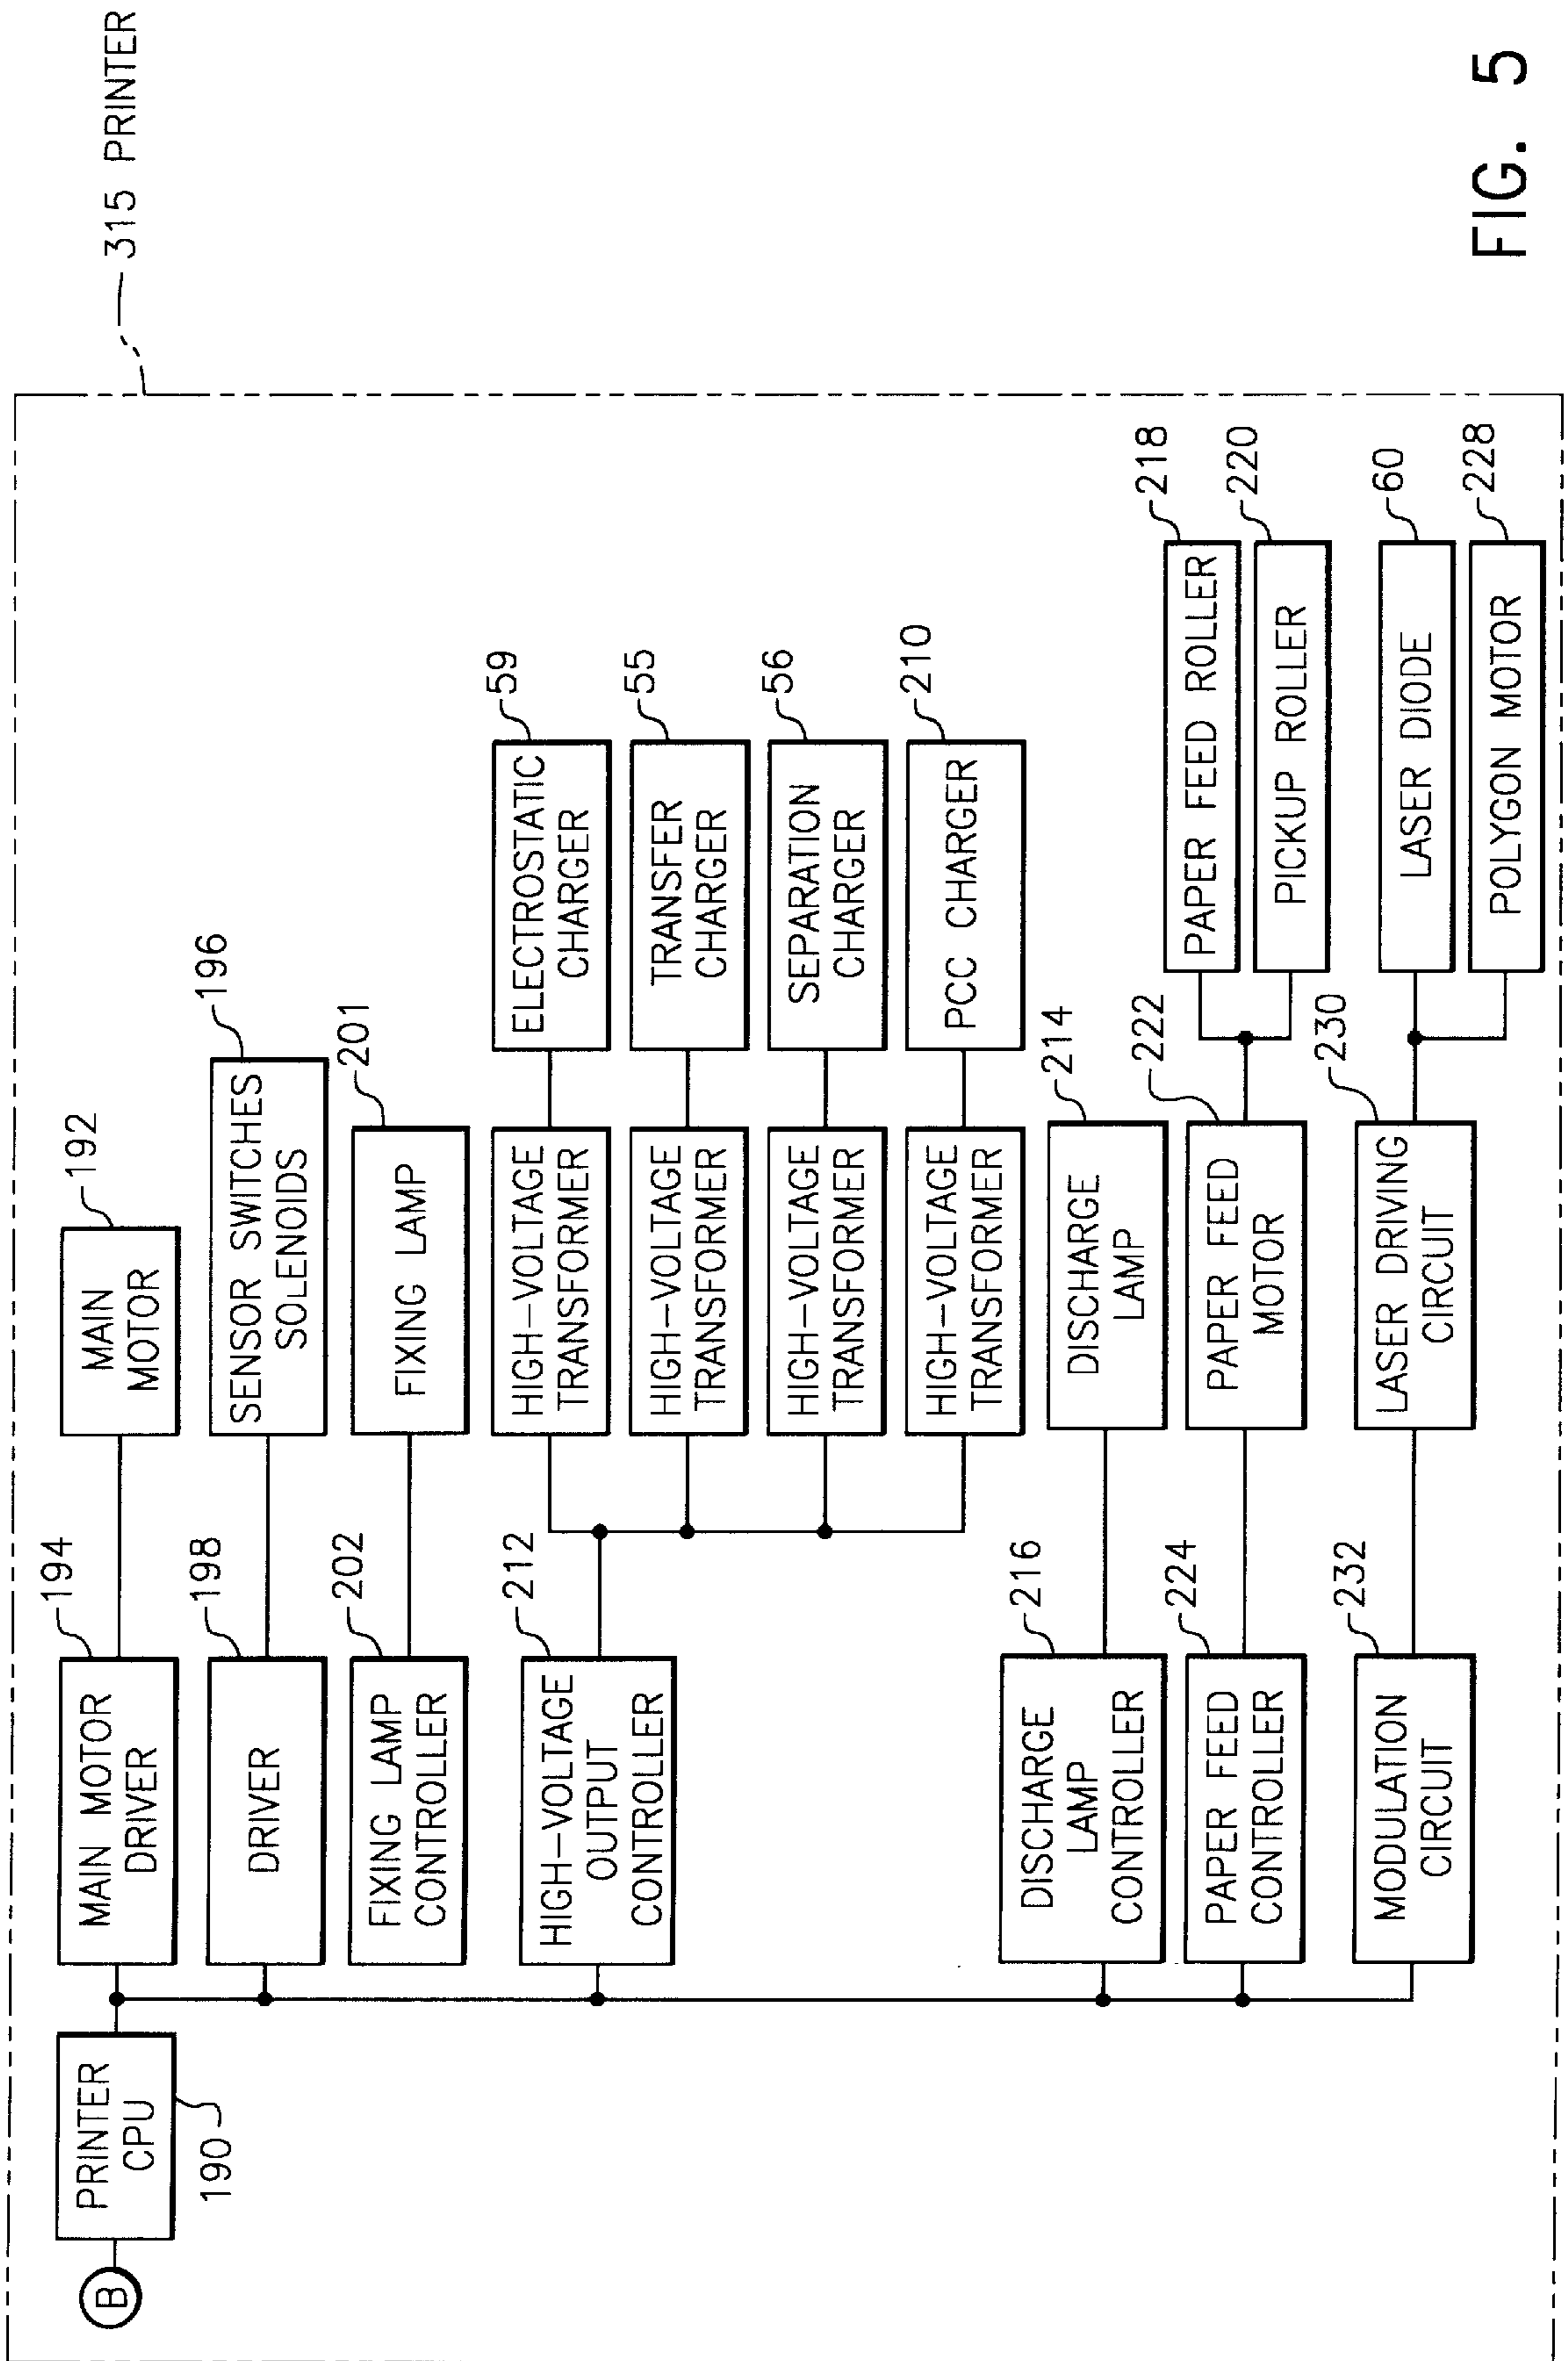 315 PRINTER
B
PRINTER
CPU
190
MAIN MOTOR
DRIVER
194
MAIN
MOTOR
192
DRIVER
198
SENSOR SWITCHES
SOLENOIDS
196
FIXING LAMP
CONTROLLER
202
FIXING LAMP
201
HIGH-VOLTAGE
OUTPUT
CONTROLLER
212
HIGH-VOLTAGE
TRANSFORMER
ELECTROSTATIC
CHARGER
59
HIGH-VOLTAGE
TRANSFORMER
TRANSFER
CHARGER
55
HIGH-VOLTAGE
TRANSFORMER
SEPARATION
CHARGER
56
HIGH-VOLTAGE
TRANSFORMER
PCC CHARGER
210
DISCHARGE
LAMP
CONTROLLER
216
DISCHARGE
LAMP
214
PAPER FEED
CONTROLLER
224
PAPER FEED
MOTOR
222
PAPER FEED ROLLER
218
PICKUP ROLLER
220
MODULATION
CIRCUIT
232
LASER DRIVING
CIRCUIT
230
LASER DIODE
60
POLYGON MOTOR
228
FIG. 5